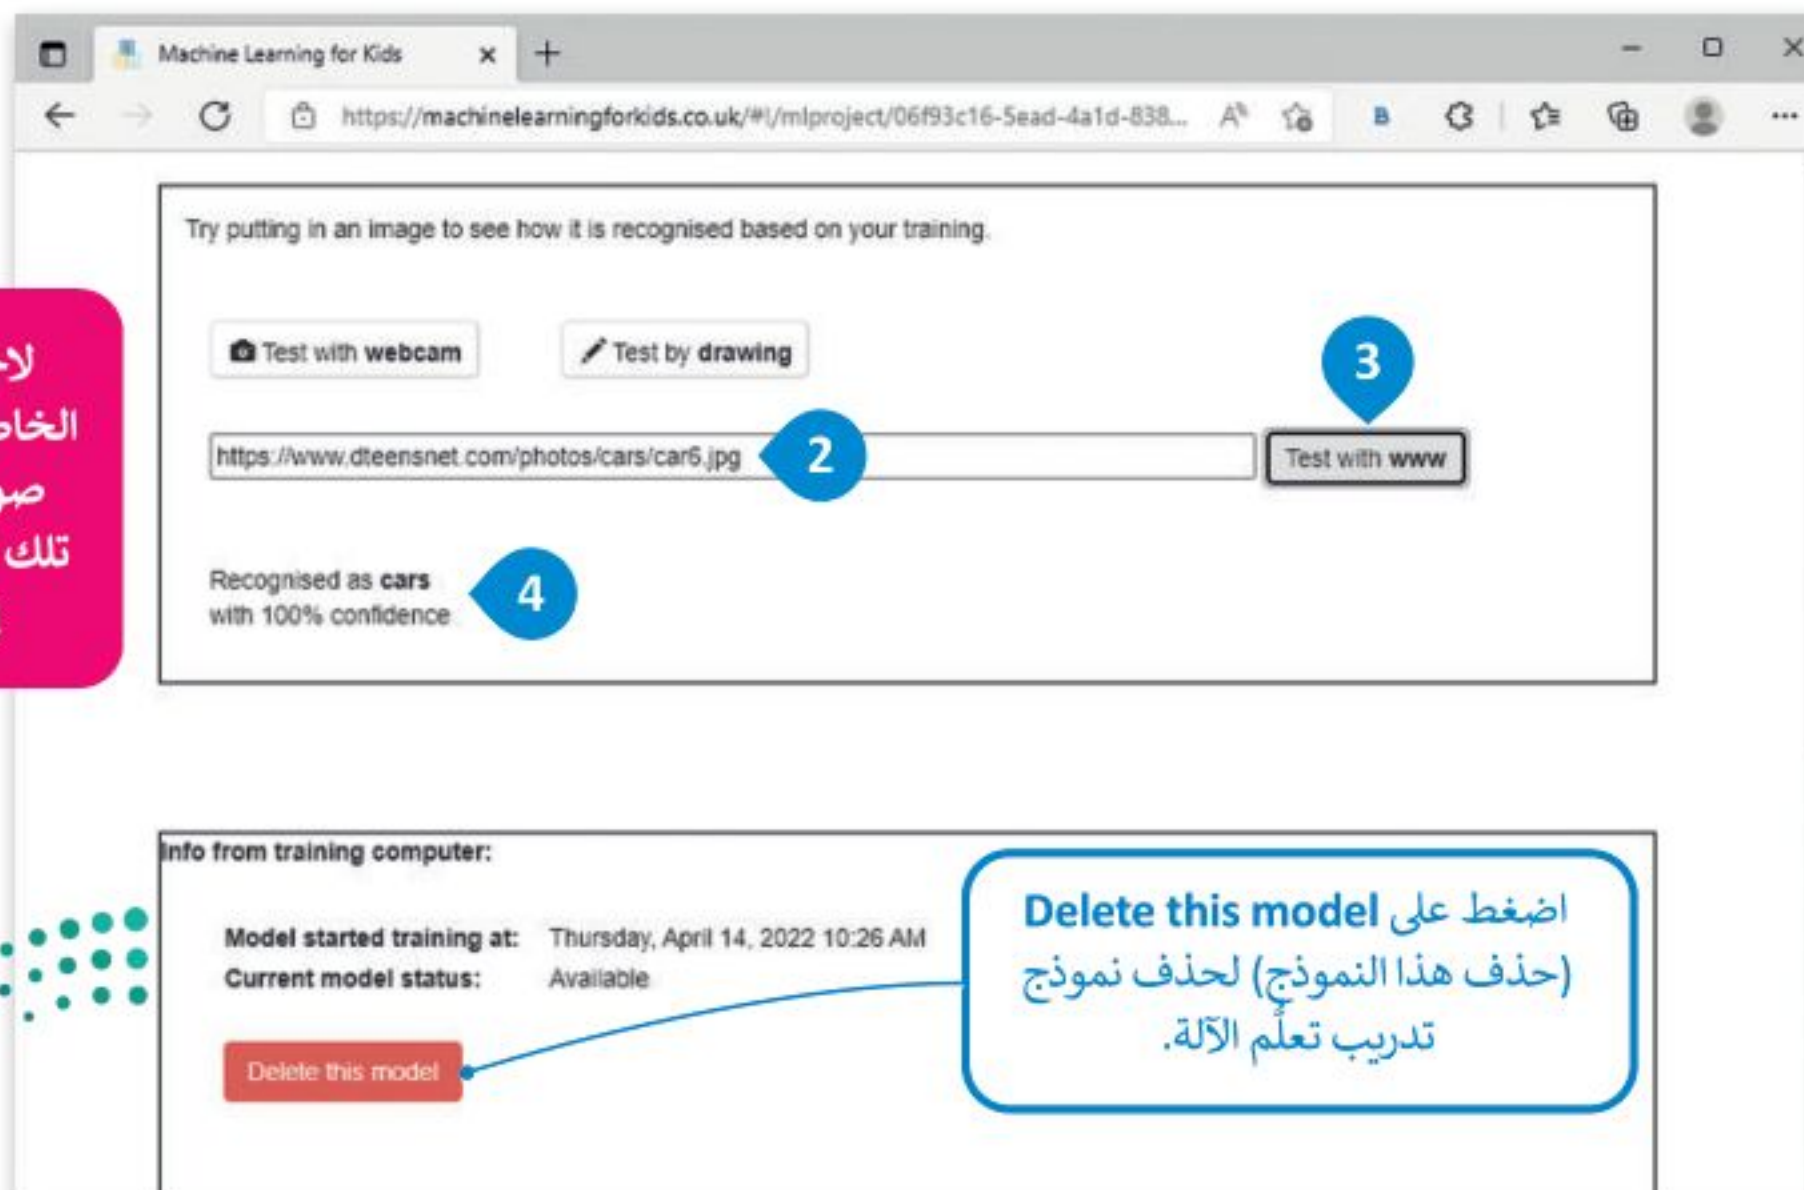 Machine Learning for Kids
https://machinelearningforkids.co.uk/#!/mlproject/06f93c16-5ead-4a1d-838...
Try putting in an image to see how it is recognised based on your training.
Test with webcam
Test by drawing
3
https://www.dteensnet.com/photos/cars/car6.jpg
2
Test with www
تلك
Recognised as cars
with 100% confidence
4
Info from training computer:
Model started training at: Thursday, April 14, 2022 10:26 AM
Current model status: Available
Delete this model
اضغط على Delete this model
(حذف هذا النموذج) لحذف نموذج
تدريب تعلُّم الآلة.